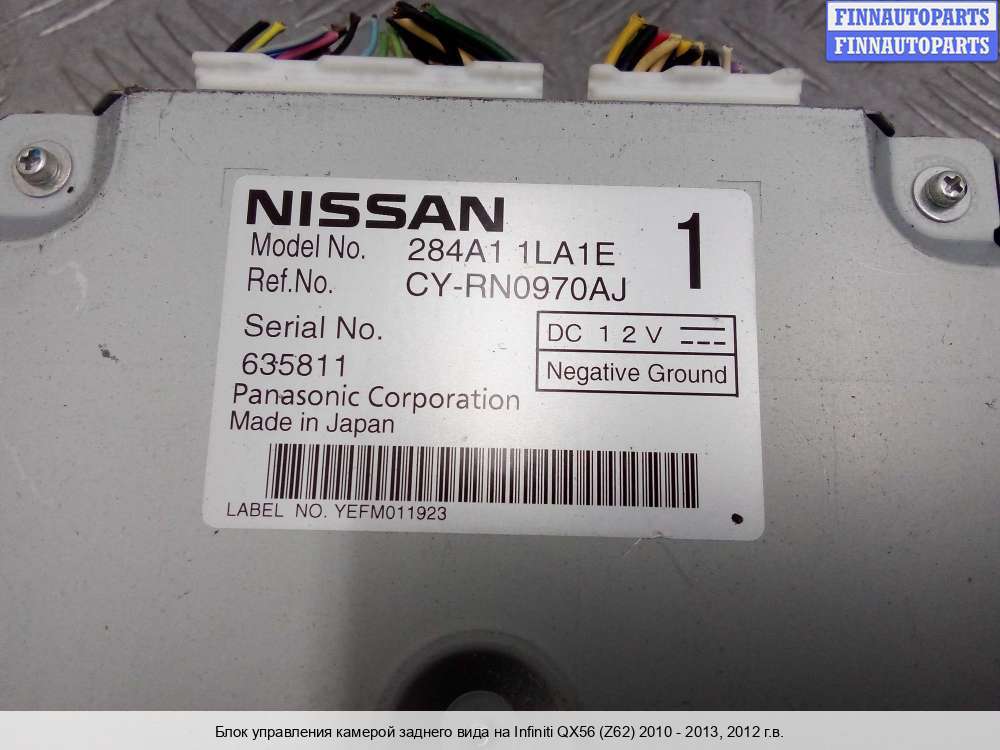 FINNAUTOPARTS
FINNAUTOPARTS
NISSAN
1
Model No. 284A1 1LA1E
Ref.No. CY-RN0970AJ
Serial No.
635811
DC 12V
Negative Ground
Panasonic Corporation
Made in Japan
LABEL NO. YEFM011923
Блок управления камерой заднего вида на Infiniti QX56 (Z62) 2010 - 2013, 2012 г.в.